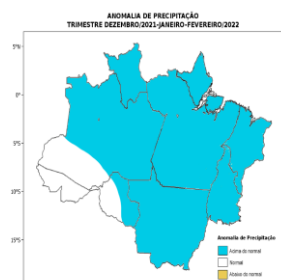 ANOMALIA DE PRECIPITAÇÃO
TRIMESTRE DEZEMBRO/2021-JANEIRO-FEVEREIRO/2022
5°N
0°
5°S
10°S
15°S
Anomalia de Precipitação
Acima do normal
Normal
Abaixo do normal